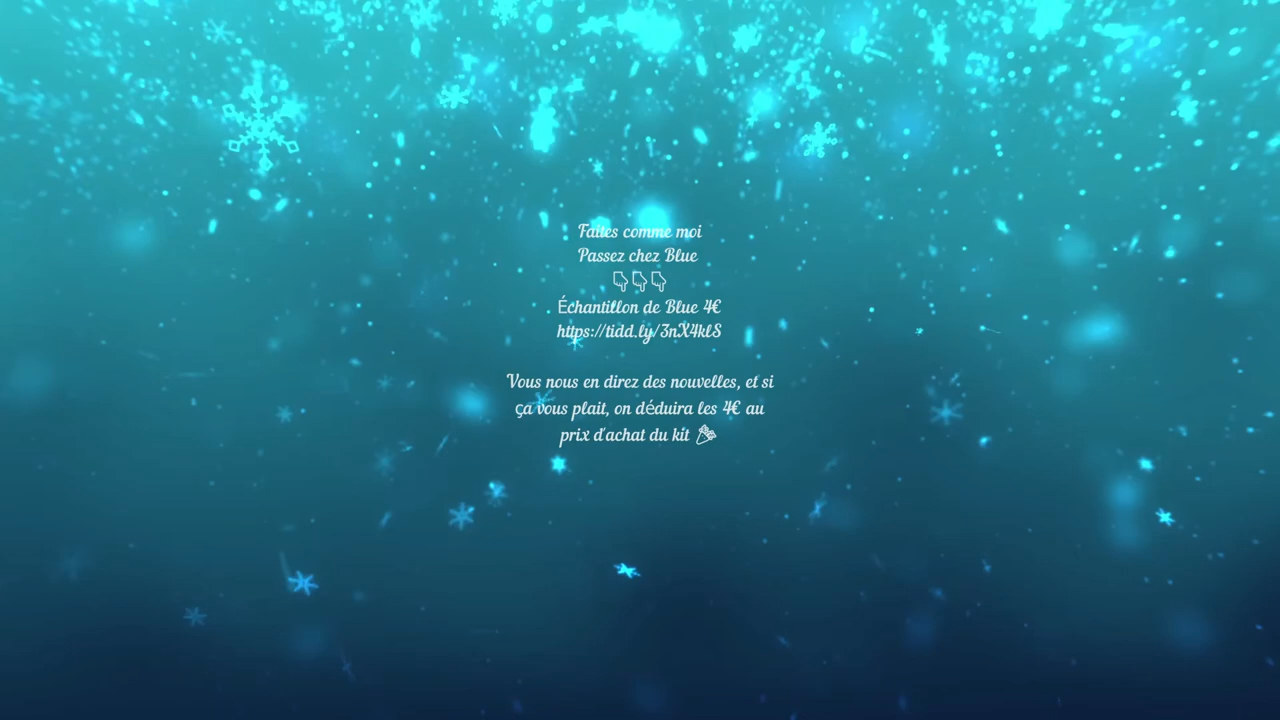 Faites comme moi
Passez chez Blue
👇👇👇
Échantillon de Blue 4€
https://tidd.ly/3nX4klS
Vous nous en direz des nouvelles, et si
ça vous plait, on déduira les 4€ au
prix d'achat du kit 🎉